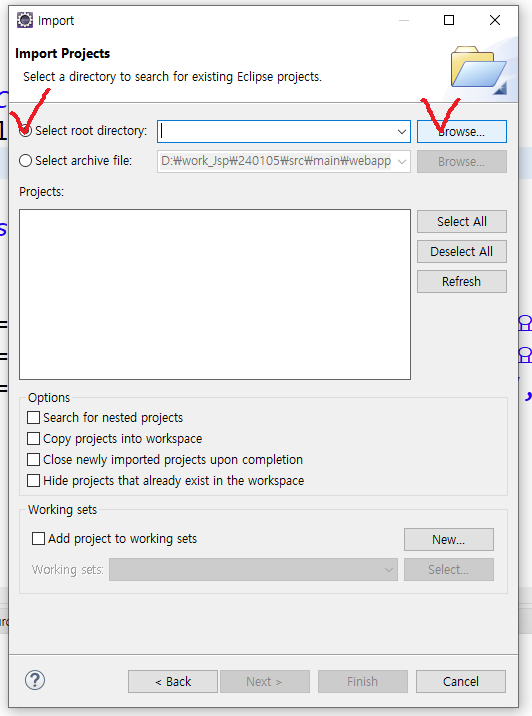 Import
Import Projects
Select a directory to search for existing Eclipse projects.
Select root directory:
Browse...
Select archive file:
D:₩work_Jsp₩240105₩src₩main₩webapp
Browse...
Projects:
Select All
Deselect All
Refresh
Options
Search for nested projects
Copy projects into workspace
Close newly imported projects upon completion
Hide projects that already exist in the workspace
Working sets
Add project to working sets
New...
Working sets:
Select...
?
< Back
Next >
Finish
Cancel